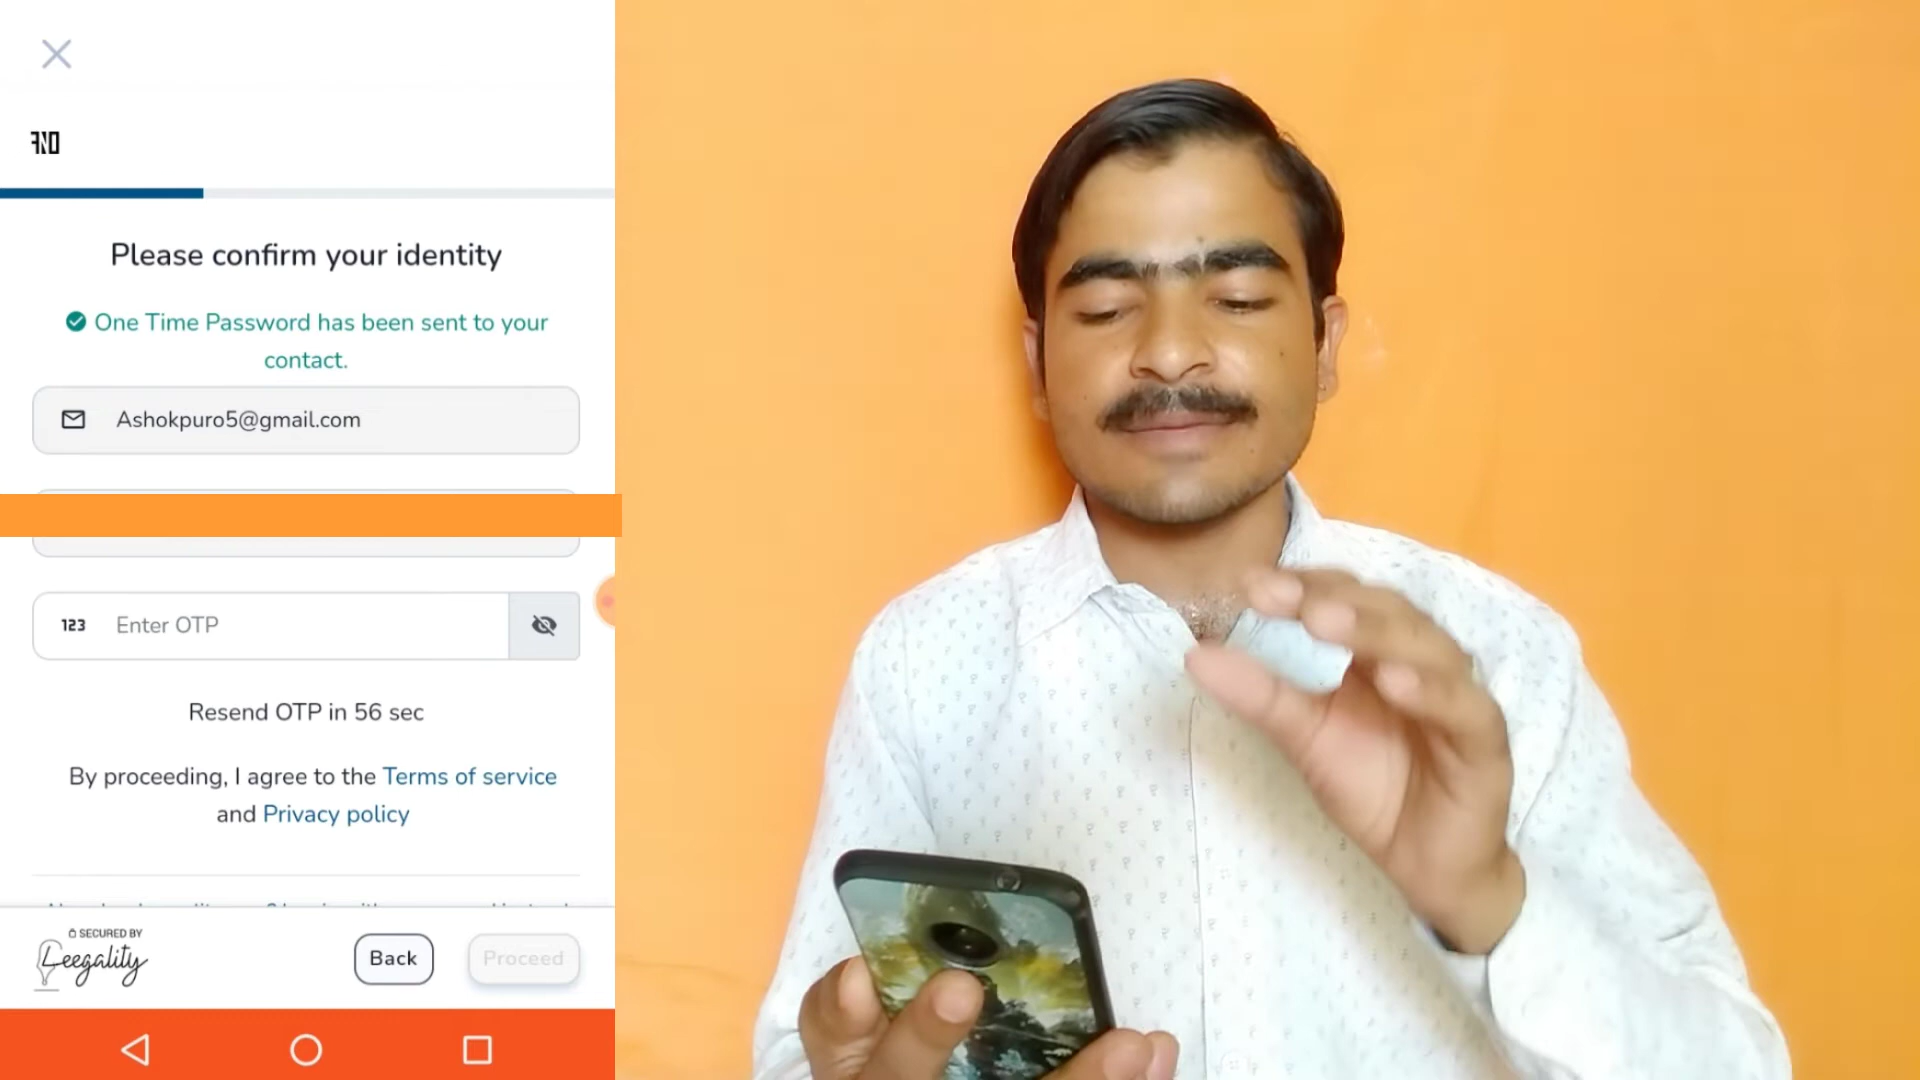 Please confirm your identity
One Time Password has been sent to your
contact.
Ashokpuro5@gmail.com
123 Enter OTP
Resend OTP in 56 sec
By proceeding, I agree to the Terms of service
and Privacy policy
SECURED BY
Leegality
Back
Proceed